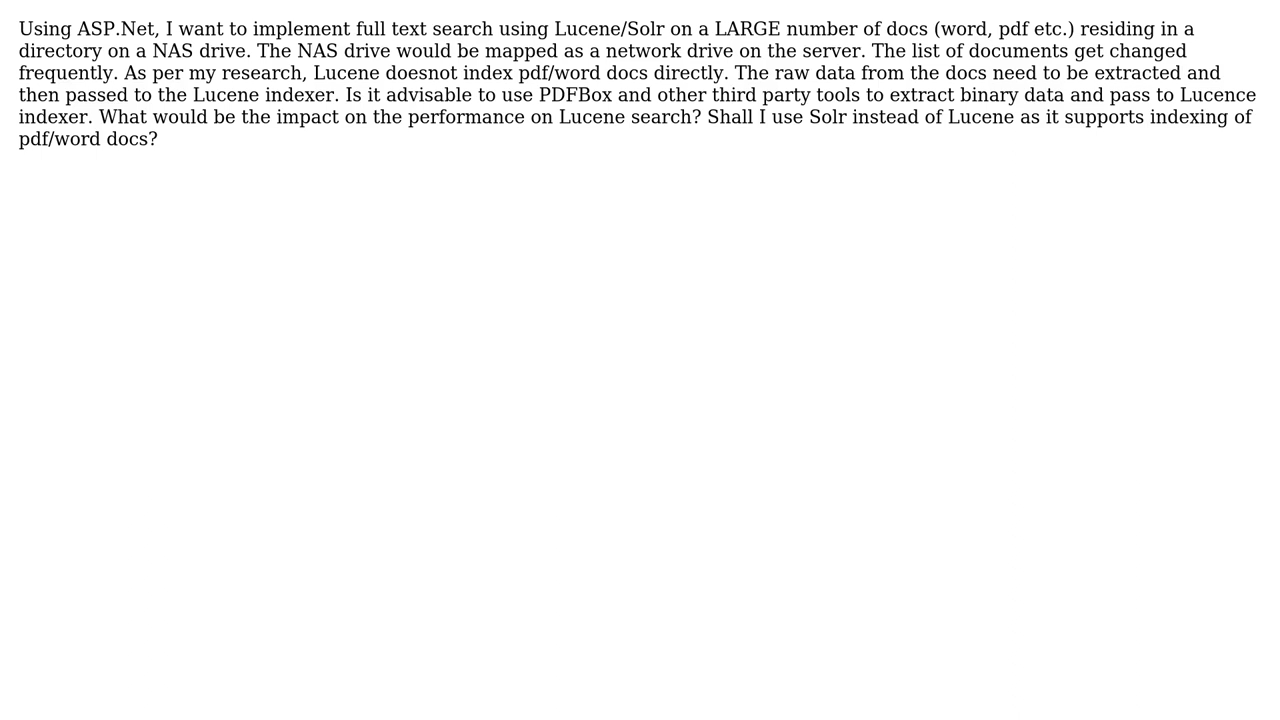 Using ASP.Net, I want to implement full text search using Lucene/Solr on a LARGE number of docs (word, pdf etc.) residing in a
directory on a NAS drive. The NAS drive would be mapped as a network drive on the server. The list of documents get changed
frequently. As per my research, Lucene doesnot index pdf/word docs directly. The raw data from the docs need to be extracted and
then passed to the Lucene indexer. Is it advisable to use PDFBox and other third party tools to extract binary data and pass to Lucence
indexer. What would be the impact on the performance on Lucene search? Shall I use Solr instead of Lucene as it supports indexing of
pdf/word docs?